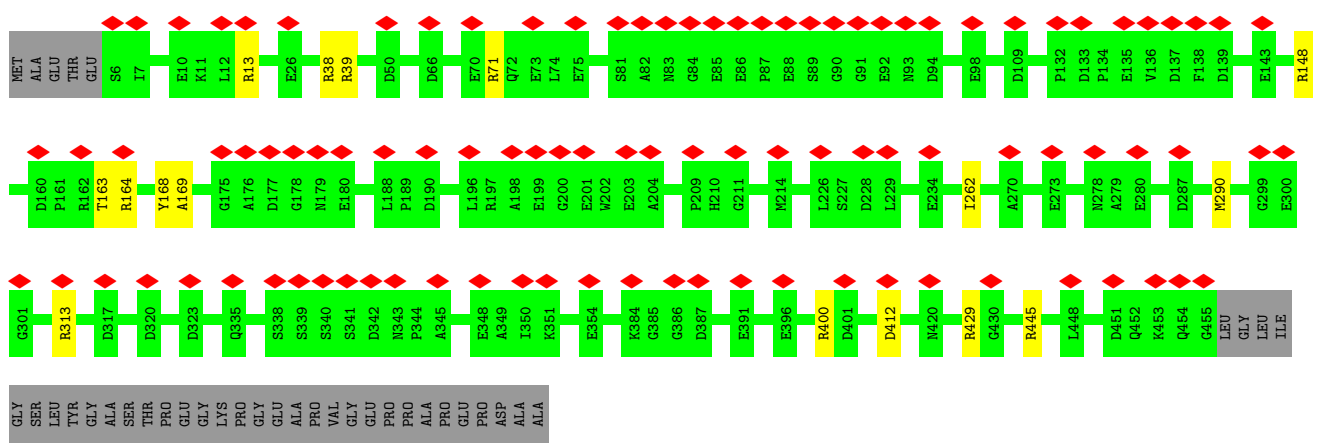 MET ALA GLU THR GLU S6 I7 E10 K11 L12 R13 E26 R38 R39 D50 D66 E70 R71 Q72 E73 L74 E75 S81 A82 N83 G84 E85 E86 P87 E88 S89 G90 G91 E92 N93 D94 E98 D109 P132 D133 P134 E135 V136 D137 F138 D139 E143 R148
D160 P161 R162 T163 R164 Y168 A169 G175 A176 D177 G178 N179 E180 L188 P189 D190 L196 R197 A198 E199 G200 E201 W202 E203 A204 P209 H210 G211 M214 L226 S227 D228 L229 E234 I262 A270 E273 N278 A279 E280 D287 M290 G299 E300
G301 R313 D317 D320 D323 Q335 S338 S339 S340 S341 D342 N343 P344 A345 E348 A349 I350 K351 E354 K384 G385 G386 D387 E391 E396 R400 D401 D412 N420 R429 G430 R445 L448 D451 Q452 K453 Q454 G455 LEU GLY LEU ILE
GLY SER LEU TYR GLY ALA SER THR PRO GLU GLY LYS PRO GLY GLU ALA PRO VAL GLY GLU PRO PRO ALA PRO GLU PRO ASP ALA ALA